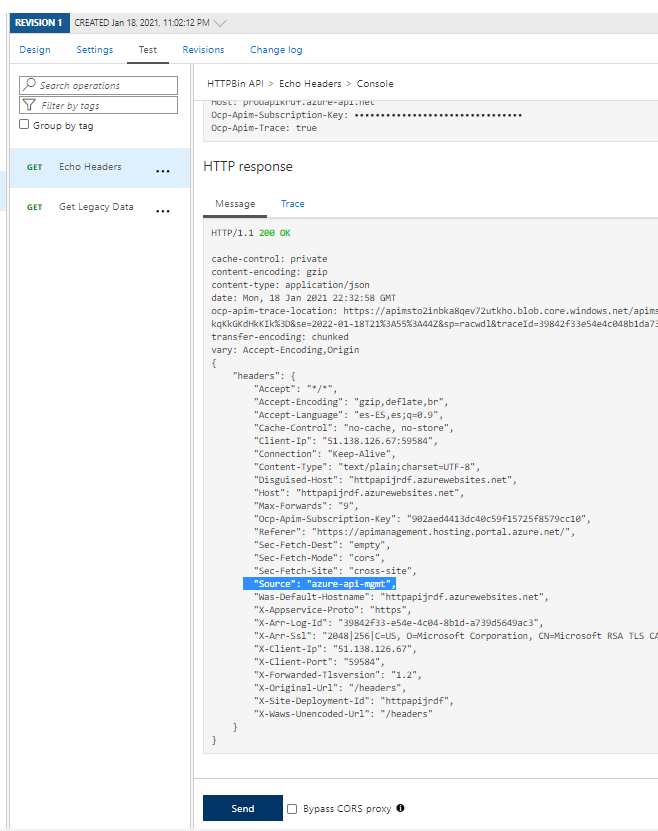 REVISION 1 CREATED Jan 18, 2021, 11:02:12 PM
Design Settings Test Revisions Change log
Search operations
Filter by tags
Group by tag
GET Echo Headers ...
GET Get Legacy Data ...
HTTPBin API > Echo Headers > Console
Host: prodapikrdf.azure-api.net
Ocp-Apim-Subscription-Key: ••••••••••••••••••••••••••••••••
Ocp-Apim-Trace: true
HTTP response
Message Trace
HTTP/1.1 200 OK
cache-control: private
content-encoding: gzip
content-type: application/json
date: Mon, 18 Jan 2021 22:32:58 GMT
ocp-apim-trace-location: https://apimsto2inbka8qev72utkho.blob.core.windows.net/apims
kqKkGKdHkKIk%3D&se=2022-01-18T21%3A55%3A44Z&sp=racwdl&traceId=39842f33e54e4c048b1da73
transfer-encoding: chunked
vary: Accept-Encoding,Origin
{
"headers": {
"Accept": "*/*",
"Accept-Encoding": "gzip,deflate,br",
"Accept-Language": "es-ES,es;q=0.9",
"Cache-Control": "no-cache, no-store",
"Client-Ip": "51.138.126.67:59584",
"Connection": "Keep-Alive",
"Content-Type": "text/plain;charset=UTF-8",
"Disguised-Host": "httpapijrdf.azurewebsites.net",
"Host": "httpapijrdf.azurewebsites.net",
"Max-Forwards": "9",
"Ocp-Apim-Subscription-Key": "902aed4413dc40c59f15725f8579cc10",
"Referer": "https://apimanagement.hosting.portal.azure.net/",
"Sec-Fetch-Dest": "empty",
"Sec-Fetch-Mode": "cors",
"Sec-Fetch-Site": "cross-site",
"Source": "azure-api-mgmt",
"Was-Default-Hostname": "httpapijrdf.azurewebsites.net",
"X-Appservice-Proto": "https",
"X-Arr-Log-Id": "39842f33-e54e-4c04-8b1d-a739d5649ac3",
"X-Arr-Ssl": "2048|256|C=US, O=Microsoft Corporation, CN=Microsoft RSA TLS CA
"X-Client-Ip": "51.138.126.67",
"X-Client-Port": "59584",
"X-Forwarded-Tlsversion": "1.2",
"X-Original-Url": "/headers",
"X-Site-Deployment-Id": "httpapijrdf",
"X-Waws-Unencoded-Url": "/headers"
}
}
Send Bypass CORS proxy